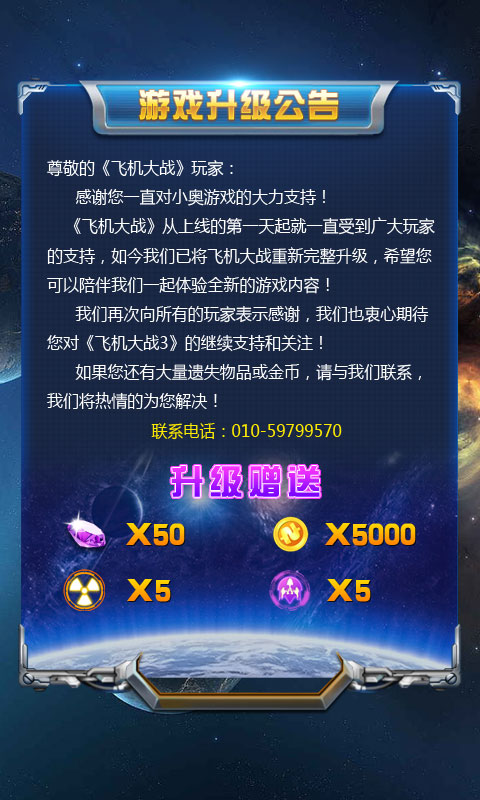 游戏升级公告
尊敬的《飞机大战》玩家：
感谢您一直对小奥游戏的大力支持！
《飞机大战》从上线的第一天起就一直受到广大玩家
的支持，如今我们已将飞机大战重新完整升级，希望您
可以陪伴我们一起体验全新的游戏内容！
我们再次向所有的玩家表示感谢，我们也衷心期待
您对《飞机大战3》的继续支持和关注！
如果您还有大量遗失物品或金币，请与我们联系，
我们将热情的为您解决！
联系电话：010-59799570
升级赠送
X50 X5000
X5 X5